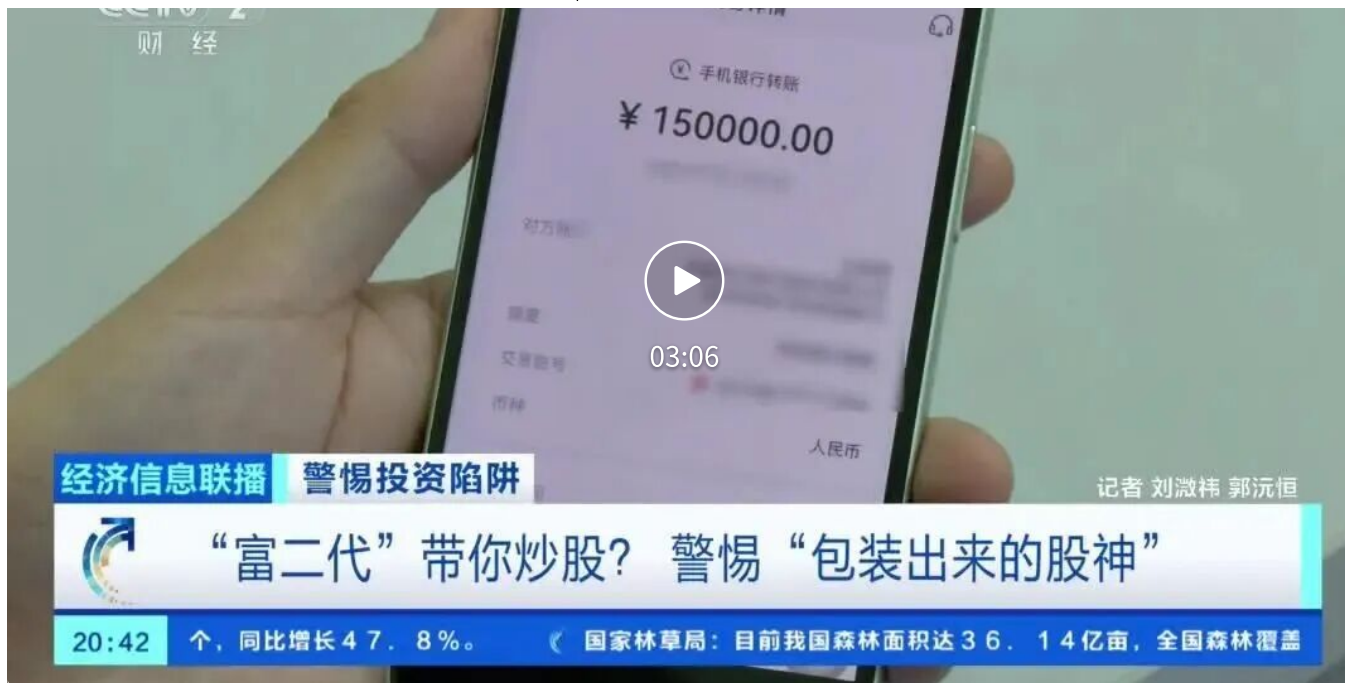 财 经
手机银行转账
¥ 150000.00
03:06
币种
人民币
经济信息联播
警惕投资陷阱
记者 刘溦祎 郭沅恒
“富二代”带你炒股? 警惕“包装出来的股神”
20:42
个，同比增长47．8%。 国家林草局：目前我国森林面积达36．14亿亩，全国森林覆盖